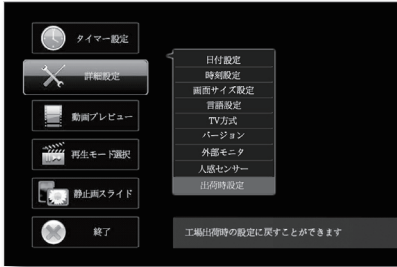 タイマー設定
詳細設定
動画プレビュー
再生モード選択
静止画スライド
終了
日付設定
時刻設定
画面サイズ設定
言語設定
TV方式
バージョン
外部モニタ
人感センサー
出荷時設定
工場出荷時の設定に戻すことができます